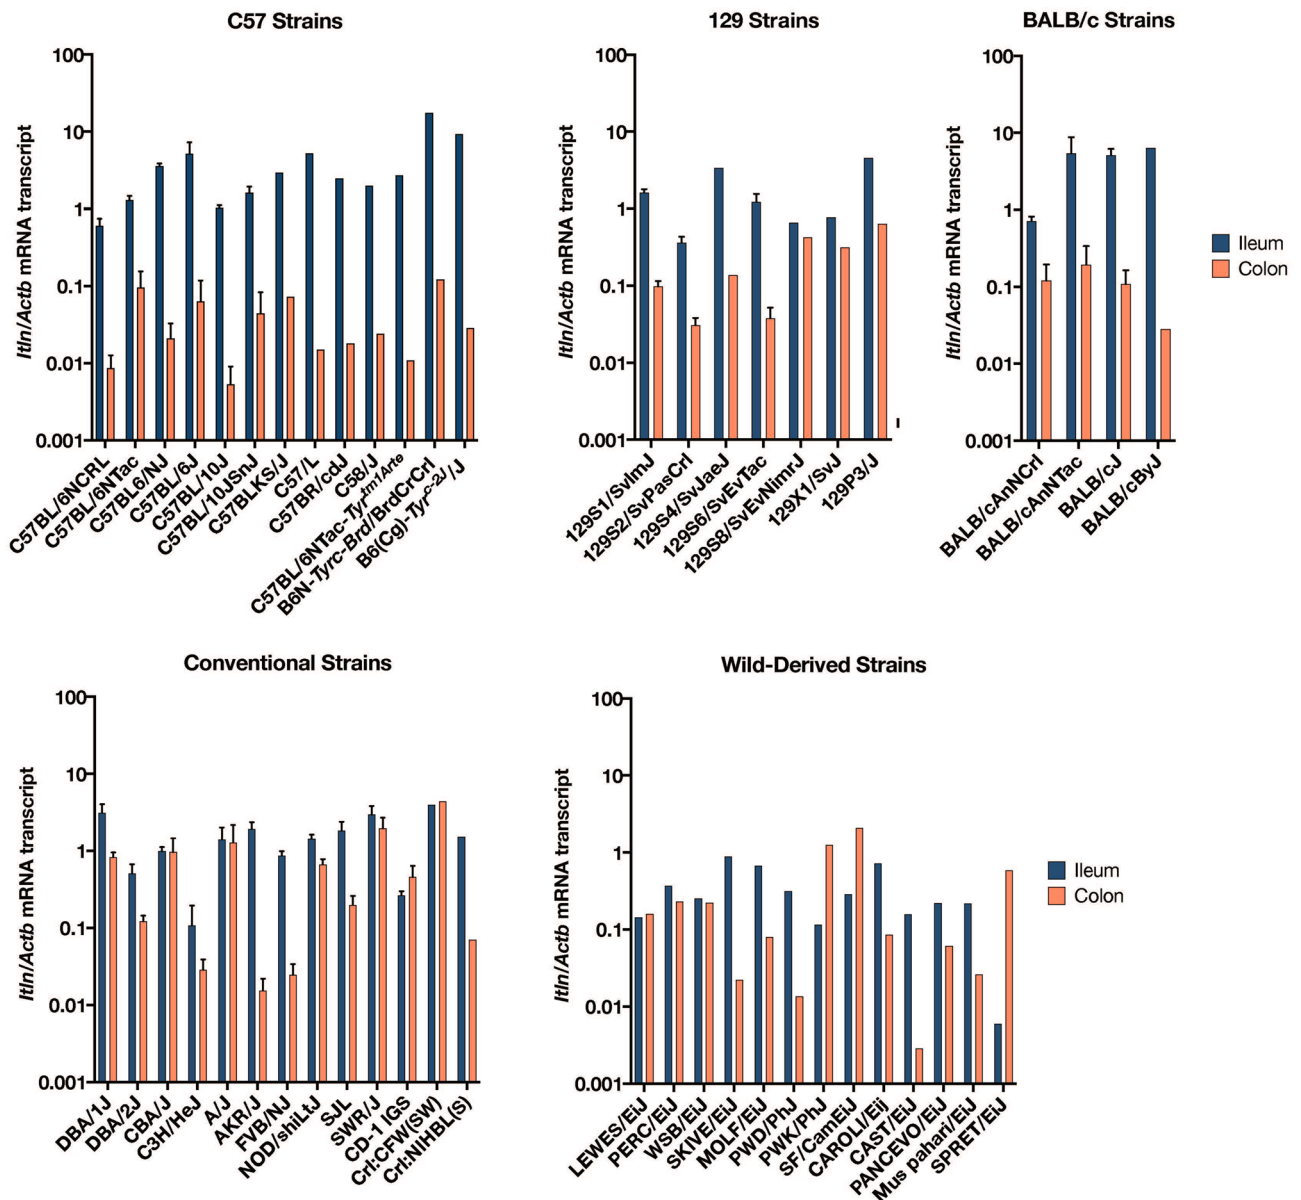 C57 Strains
129 Strains
BALB/c Strains
Itln/Actb mRNA transcript
100
10
1
0.1
0.01
0.001
C57BL/6NCRL
C57BL/6NTac
C57BL6/NJ
C57BL/6J
C57BL/10J
C57BL/10JSnJ
C57BLKS/J
C57/L
C57BR/cdJ
C58/J
C57BL/6NTac-Tyrtm1Arte
B6N-Tyrc-Brd/BrdCrCrl
B6(Cg)-Tyrc-2J/J
Itln/Actb mRNA transcript
100
10
1
0.1
0.01
0.001
129S1/SvImJ
129S2/SvPasCrl
129S4/SvJaeJ
129S6/SvEvTac
129S8/SvEvNimrJ
129X1/SvJ
129P3/J
Itln/Actb mRNA transcript
100
10
1
0.1
0.01
0.001
BALB/cAnNCrl
BALB/cAnNTac
BALB/cJ
BALB/cByJ
Ileum
Colon
Conventional Strains
Wild-Derived Strains
Itln/Actb mRNA transcript
100
10
1
0.1
0.01
0.001
DBA/1J
DBA/2J
CBA/J
C3H/HeJ
A/J
AKR/J
FVB/NJ
NOD/shiLtJ
SJL
SWR/J
CD-1 IGS
Crl:CFW(SW)
Crl:NIHBL(S)
Itln/Actb mRNA transcript
100
10
1
0.1
0.01
0.001
LEWES/EiJ
PERC/EiJ
WSB/EiJ
SKIVE/EiJ
MOLF/EiJ
PWD/PhJ
PWK/PhJ
SF/CamEiJ
CAROLI/Eii
CAST/EiJ
PANCEVO/EiJ
Mus pahari/EiJ
SPRET/EiJ
Ileum
Colon